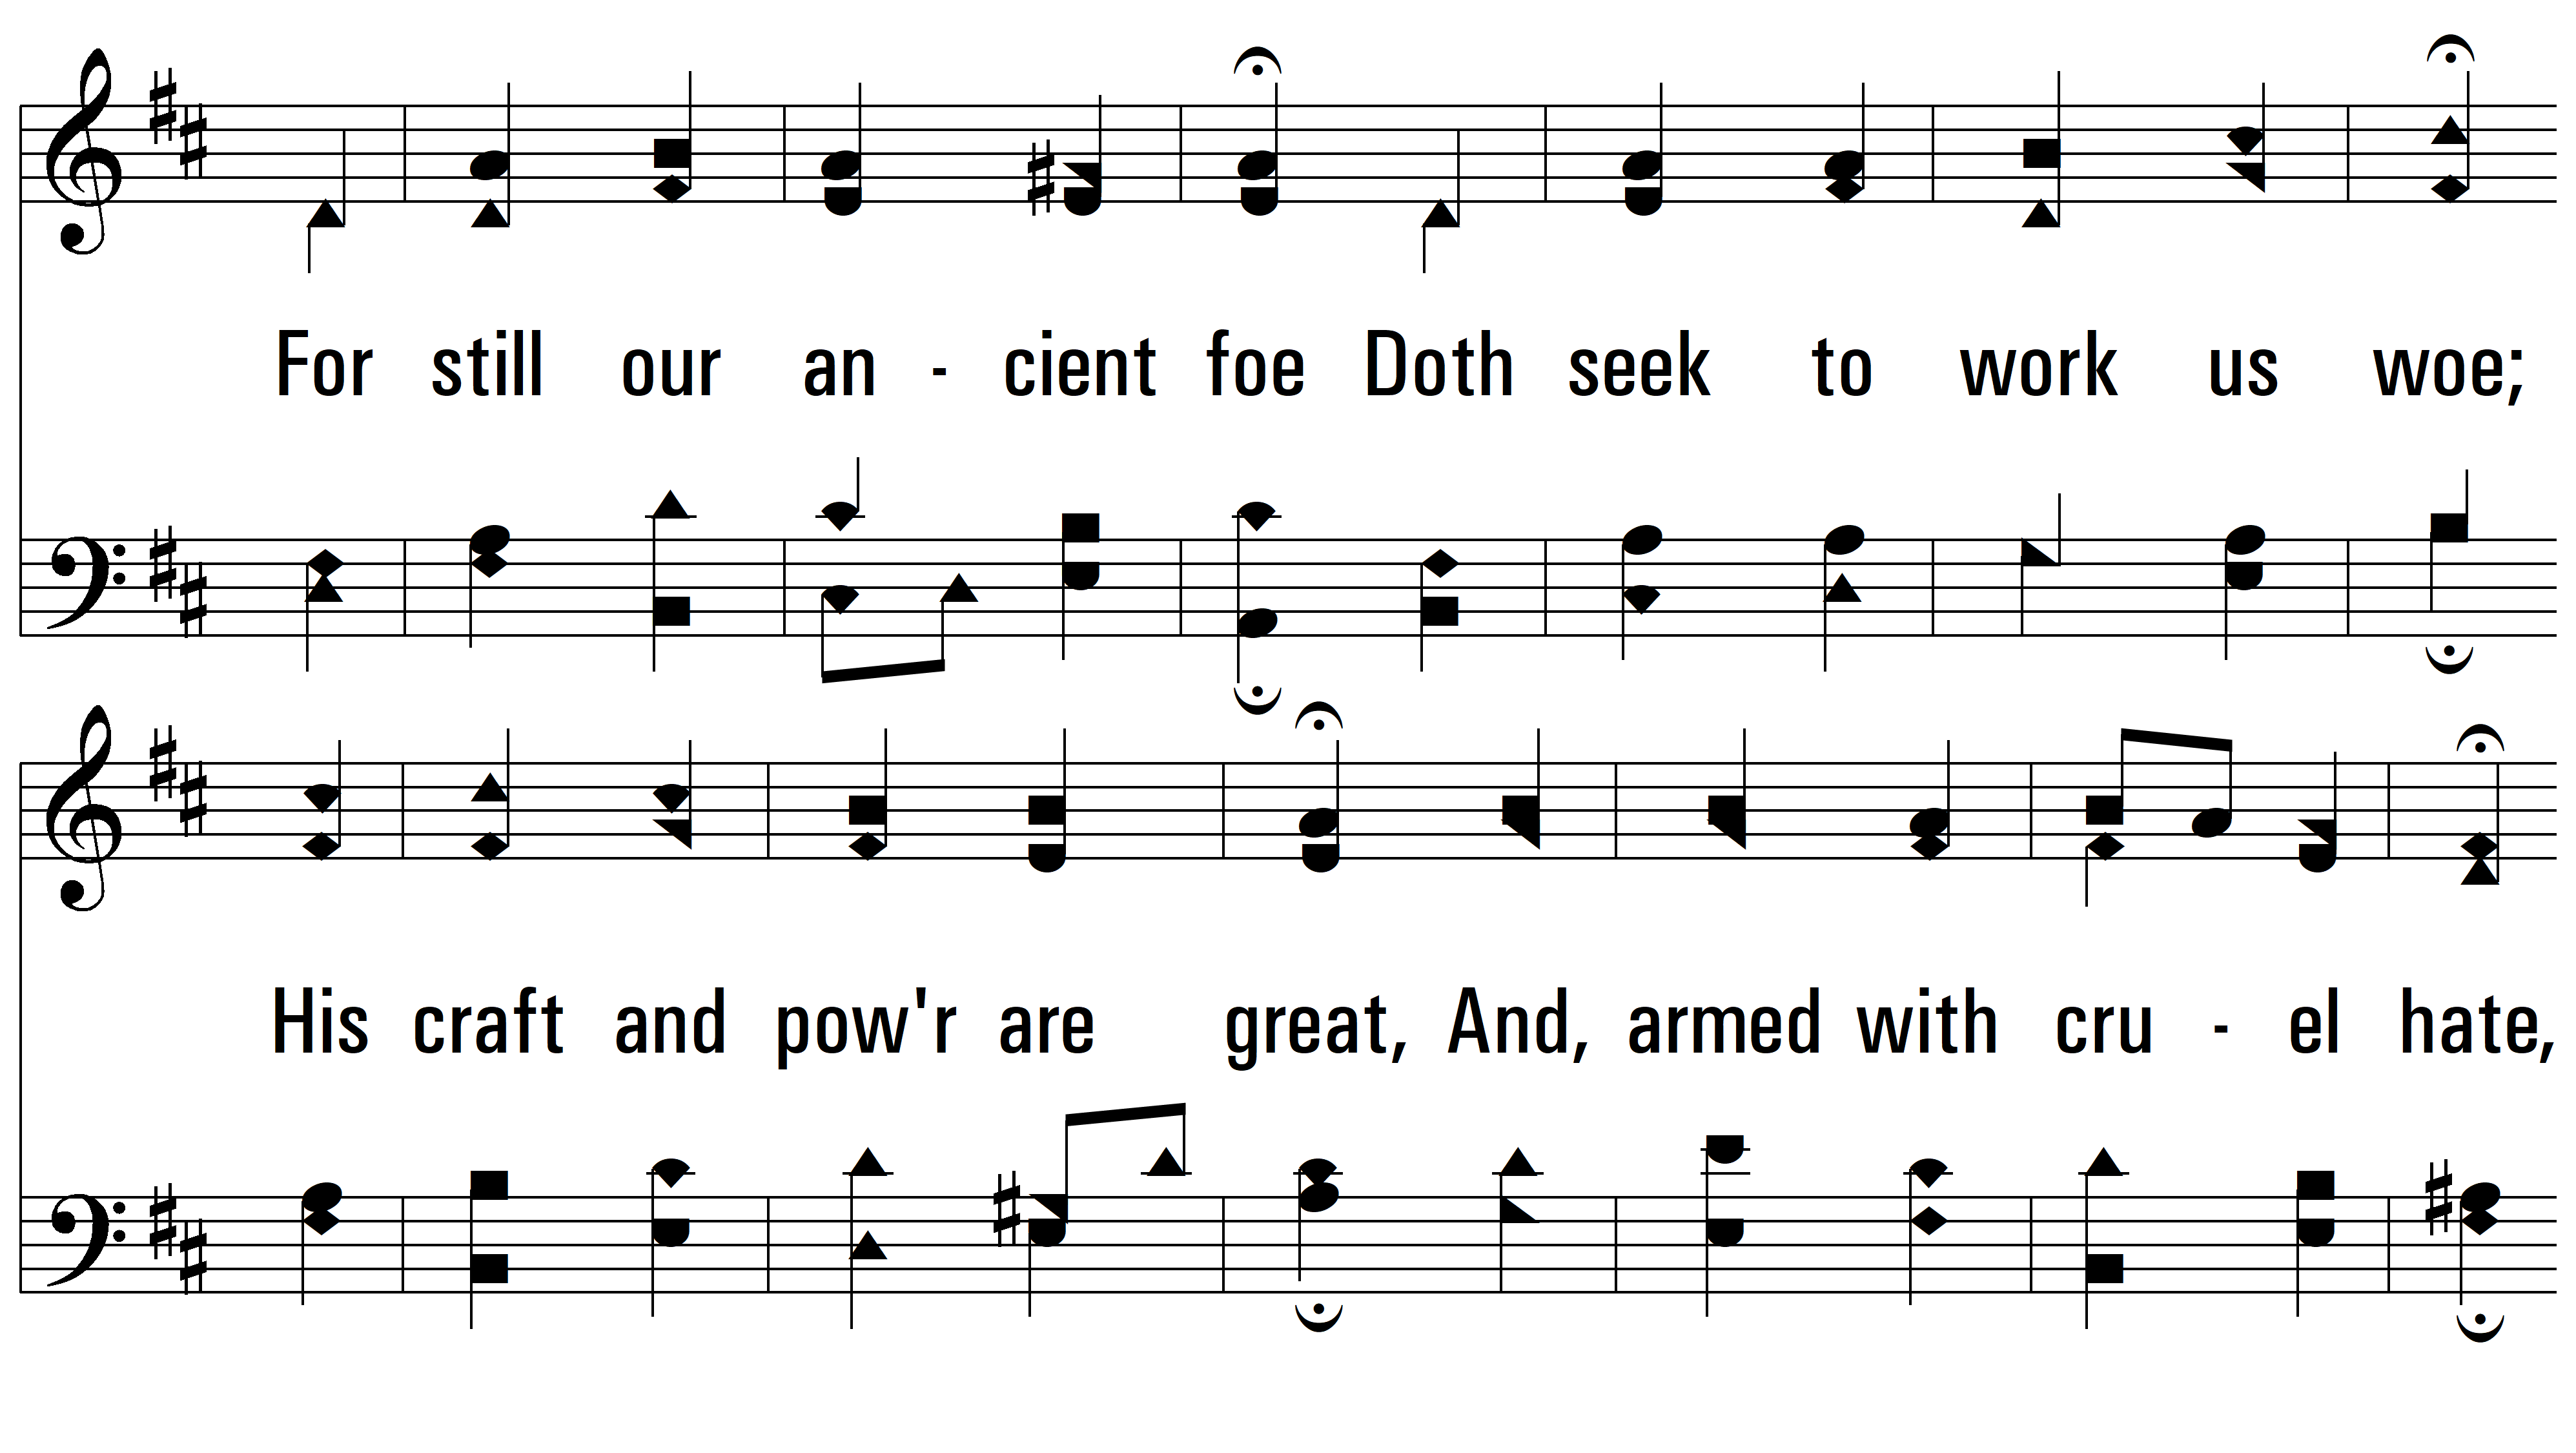 For still our an - cient foe Doth seek to work us woe;
His craft and pow'r are great, And, armed with cru - el hate,